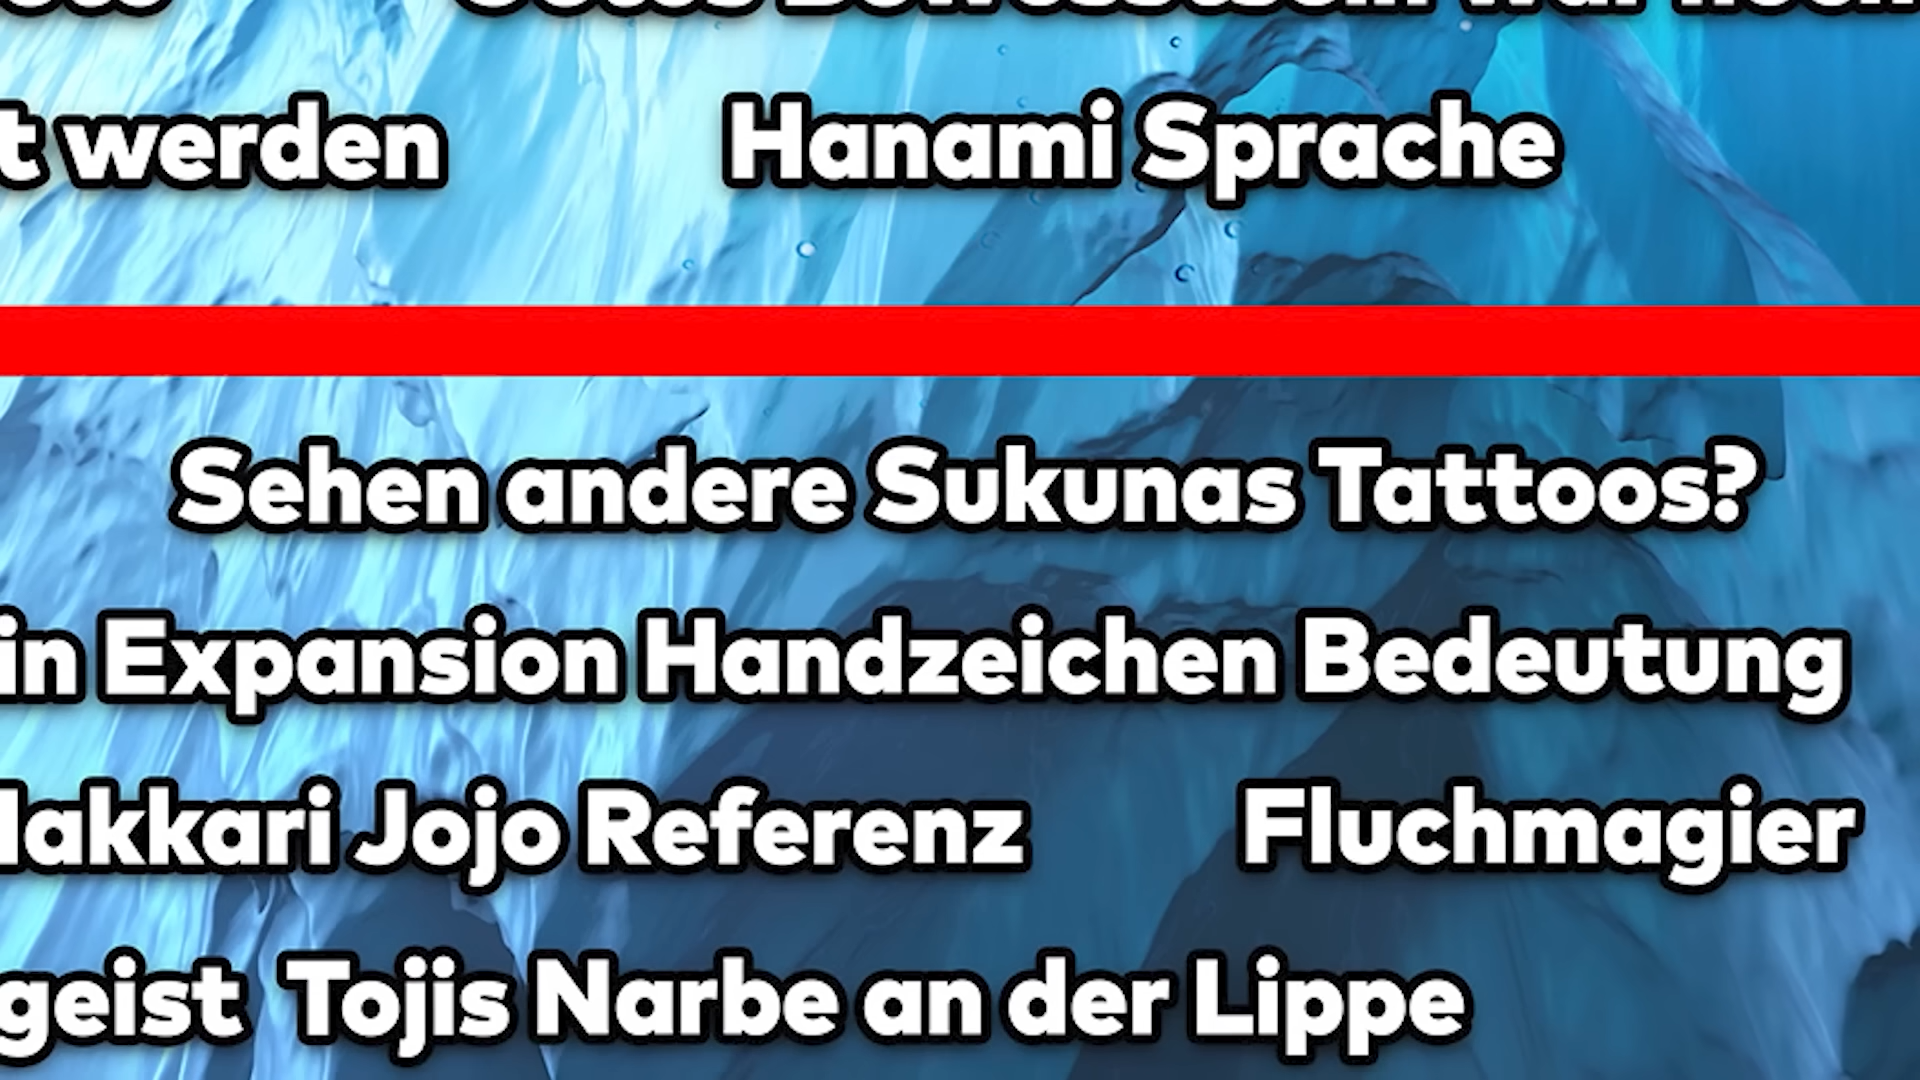 t werden Hanami Sprache
Sehen andere Sukunas Tattoos?
in Expansion Handzeichen Bedeutung
akkari Jojo Referenz Fluchmagier
geist Tojis Narbe an der Lippe